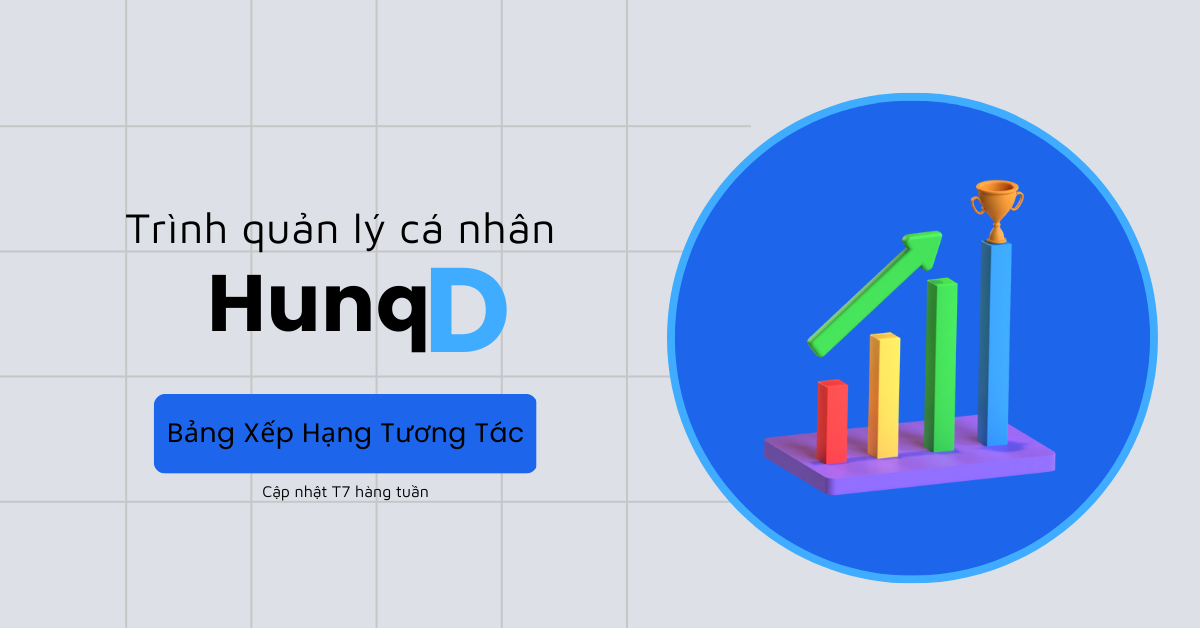 Trình quản lý cá nhân
HunqD
Bảng Xếp Hạng Tương Tác
Cập nhật T7 hàng tuần